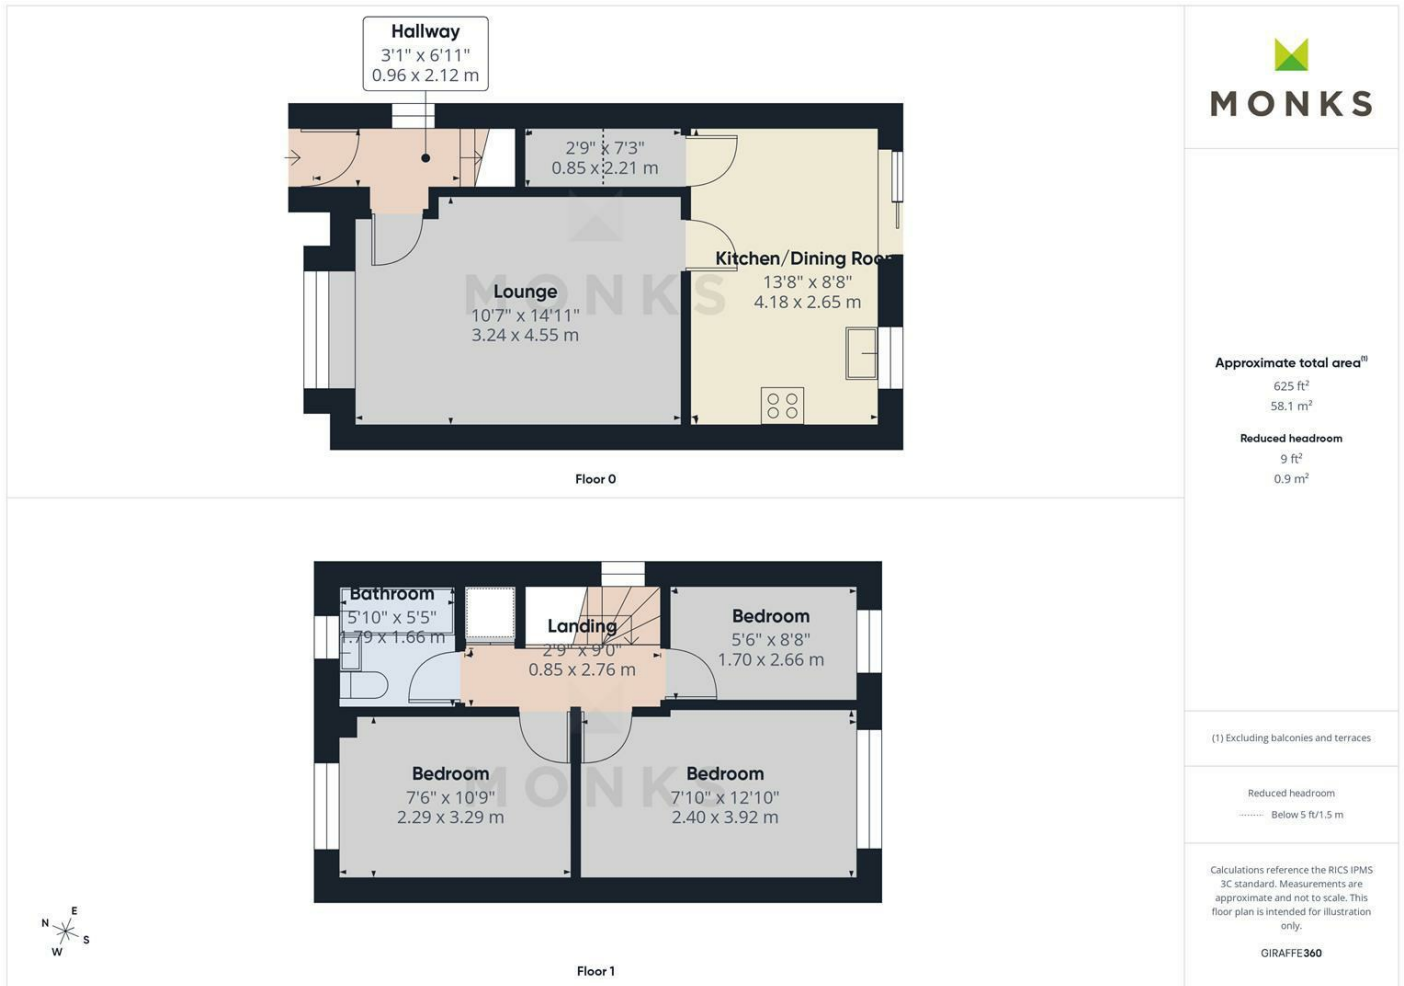 Hallway
3'1" x 6'11"
0.96 x 2.12 m
2'9" x 7'3"
0.85 x 2.21 m
Kitchen/Dining Room
13'8" x 8'8"
4.18 x 2.65 m
MONKS
Lounge
10'7" x 14'11"
3.24 x 4.55 m
Floor 0
Bathroom
5'10" x 5'5"
1.79 x 1.66 m
Landing
2'9" x 9'0"
0.85 x 2.76 m
Bedroom
5'6" x 8'8"
1.70 x 2.66 m
MONKS
Bedroom
7'6" x 10'9"
2.29 x 3.29 m
Bedroom
7'10" x 12'10"
2.40 x 3.92 m
N E
W S
Floor 1
MONKS
Approximate total area(1)
625 ft²
58.1 m²
Reduced headroom
9 ft²
0.9 m²
(1) Excluding balconies and terraces
Reduced headroom
Below 5 ft/1.5 m
Calculations reference the RICS IPMS
3C standard. Measurements are
approximate and not to scale. This
floor plan is intended for illustration
only.
GIRAFFE360